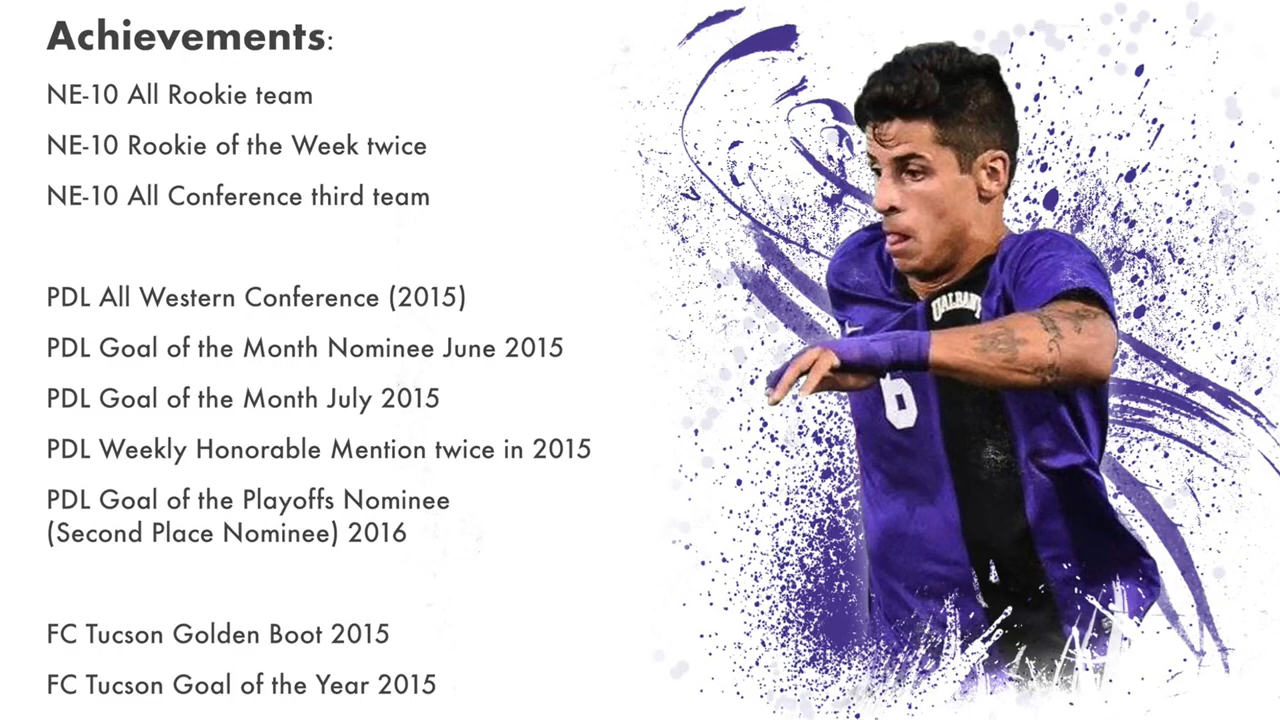 Achievements:
NE-10 All Rookie team
NE-10 Rookie of the Week twice
NE-10 All Conference third team
PDL All Western Conference (2015)
PDL Goal of the Month Nominee June 2015
PDL Goal of the Month July 2015
PDL Weekly Honorable Mention twice in 2015
PDL Goal of the Playoffs Nominee
(Second Place Nominee) 2016
FC Tucson Golden Boot 2015
FC Tucson Goal of the Year 2015
UALBANY
6